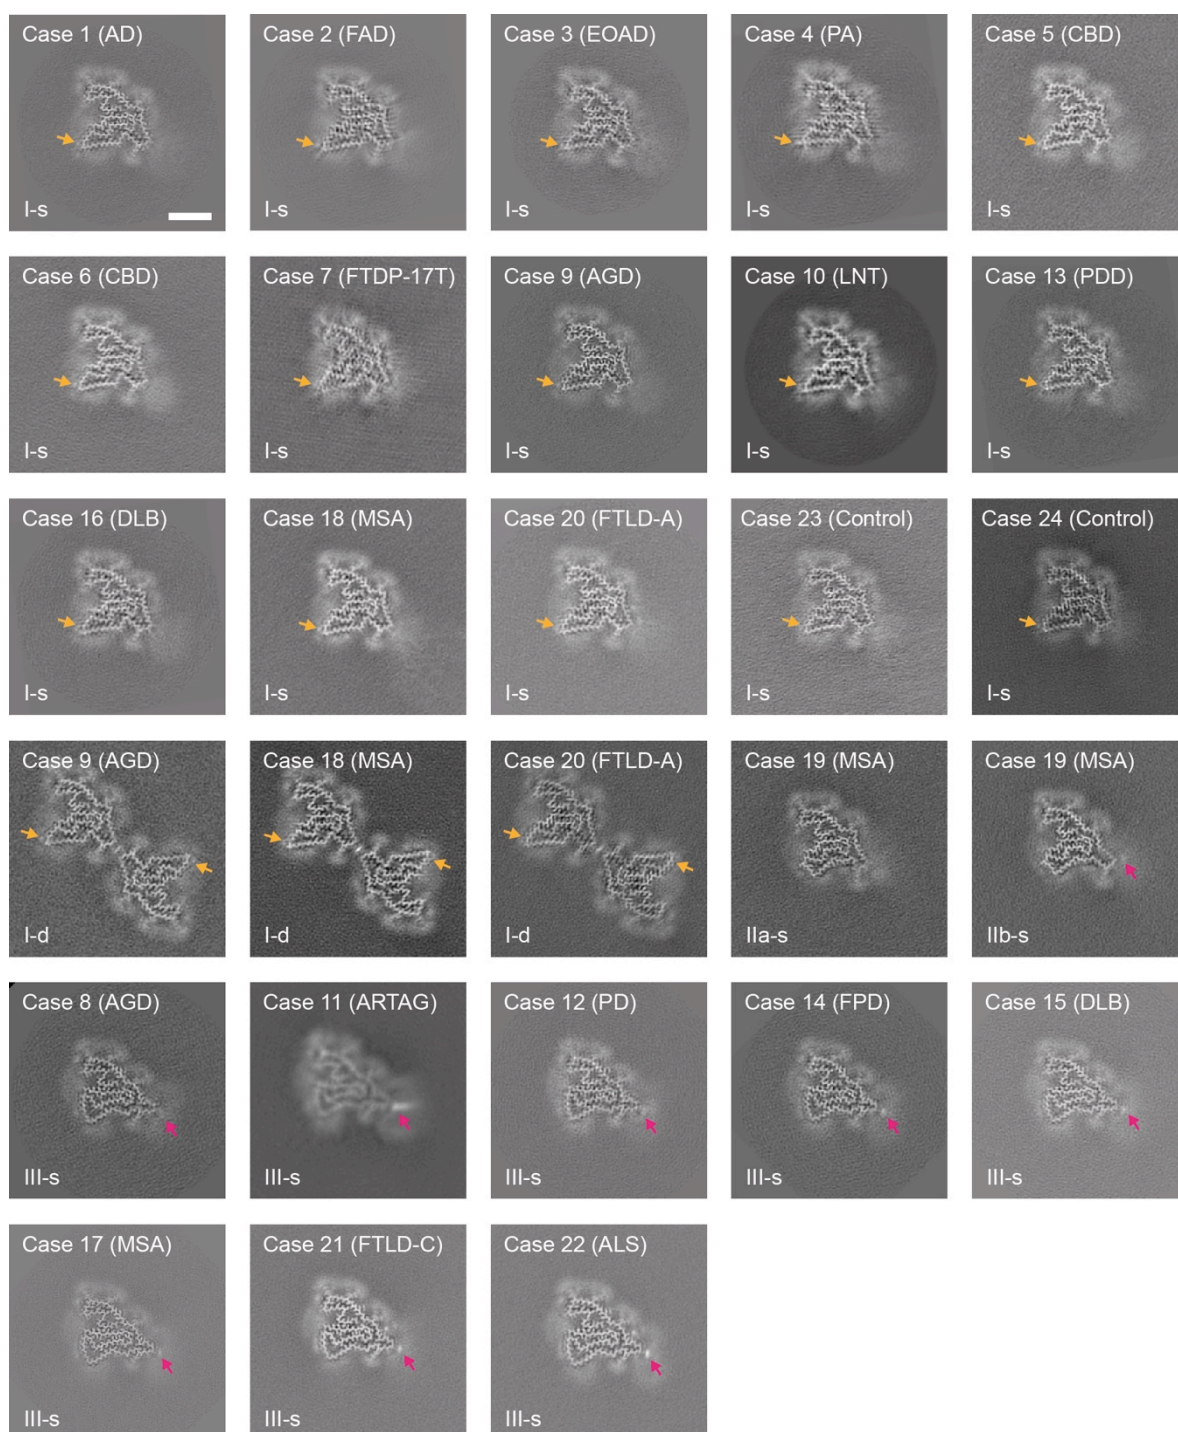 Case 1 (AD)
I-s
Case 2 (FAD)
I-s
Case 3 (EOAD)
I-s
Case 4 (PA)
I-s
Case 5 (CBD)
I-s
Case 6 (CBD)
I-s
Case 7 (FTDP-17T)
I-s
Case 9 (AGD)
I-s
Case 10 (LNT)
I-s
Case 13 (PDD)
I-s
Case 16 (DLB)
I-s
Case 18 (MSA)
I-s
Case 20 (FTLD-A)
I-s
Case 23 (Control)
I-s
Case 24 (Control)
I-s
Case 9 (AGD)
I-d
Case 18 (MSA)
I-d
Case 20 (FTLD-A)
I-d
Case 19 (MSA)
IIa-s
Case 19 (MSA)
IIb-s
Case 8 (AGD)
III-s
Case 11 (ARTAG)
III-s
Case 12 (PD)
III-s
Case 14 (FPD)
III-s
Case 15 (DLB)
III-s
Case 17 (MSA)
III-s
Case 21 (FTLD-C)
III-s
Case 22 (ALS)
III-s